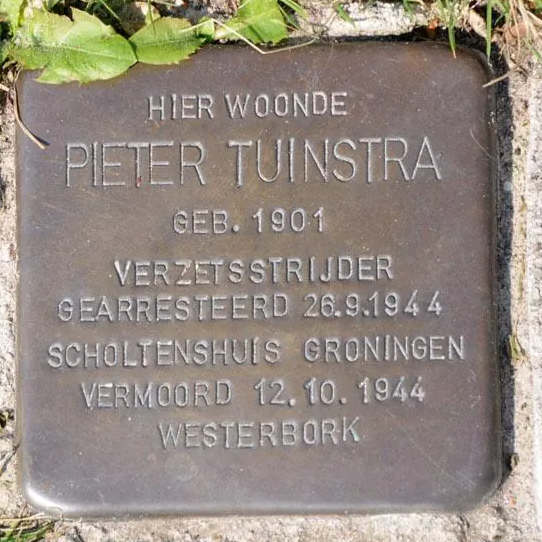 HIER WOONDE
PIETER TUINSTRA
GEB. 1901
VERZETSSTRIJDER
GEARRESTEERD 26.9.1944
SCHOLTENSHUIS GRONINGEN
VERMOORD 12.10.1944
WESTERBORK